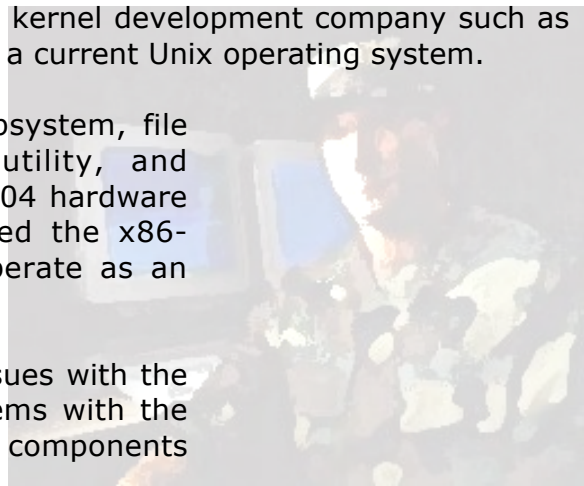 kernel development company such as
a current Unix operating system.
osystem, file
utility, and
04 hardware
ed the x86-
perate as an
sues with the
ems with the
components